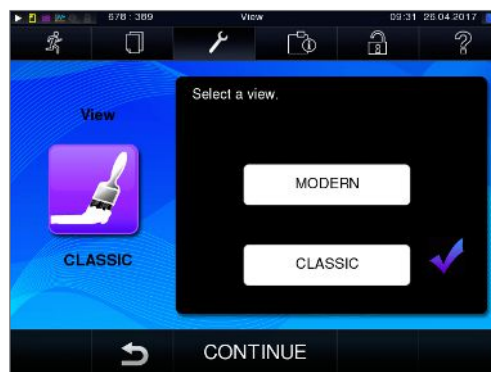 678 : 389 View 09:31 26.04.2017
View
Select a view.
MODERN
CLASSIC
CLASSIC
CONTINUE